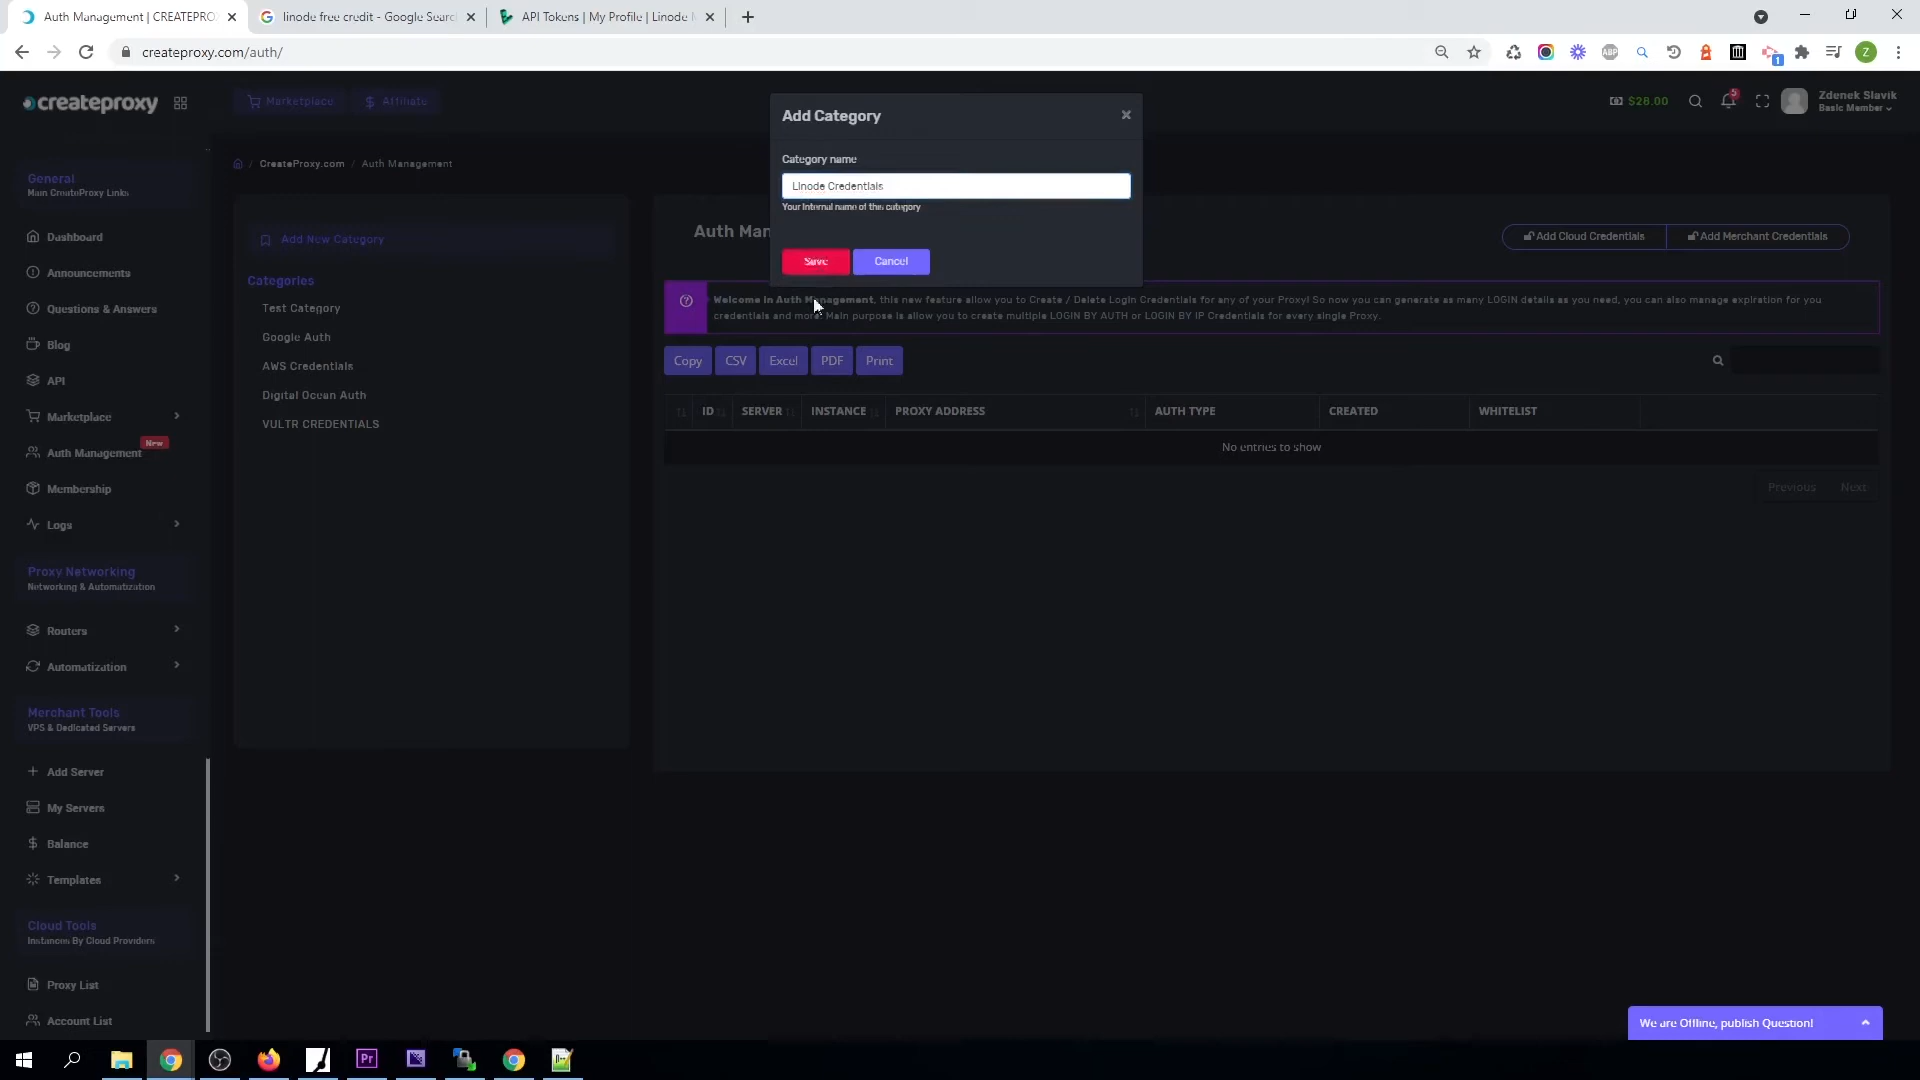 Auth Management | CREATEPRO
linode free credit - Google Searc
API Tokens | My Profile | Linode
createproxy.com/auth/
ABP
1
Z
createproxy
Marketplace
$ Affiliate
$28.00
5
Zdenek Slavik
Basic Member
Add Category
×
Category name
Linode Credentials
Your Internal name of this category
Save
Cancel
/ CreateProxy.com / Auth Management
General
Main CreateProxy Links
Dashboard
Announcements
Questions & Answers
Blog
API
Marketplace
New
Auth Management
Membership
Logs
Proxy Networking
Networking & Automatization
Routers
Automatization
Merchant Tools
VPS & Dedicated Servers
+ Add Server
My Servers
$ Balance
Templates
Cloud Tools
Instances By Cloud Providers
Proxy List
Account List
Add New Category
Categories
Test Category
Google Auth
AWS Credentials
Digital Ocean Auth
VULTR CREDENTIALS
Auth Man
Add Cloud Credentials
Add Merchant Credentials
Welcome in Auth Management, this new feature allow you to Create / Delete Login Credentials for any of your Proxy! So now you can generate as many LOGIN details as you need, you can also manage expiration for you
credentials and more. Main purpose is allow you to create multiple LOGIN BY AUTH or LOGIN BY IP Credentials for every single Proxy.
Copy
CSV
Excel
PDF
Print
ID
SERVER
INSTANCE
PROXY ADDRESS
AUTH TYPE
CREATED
WHITELIST
No entries to show
Previous
Next
We are Offline, publish Question!
Pr